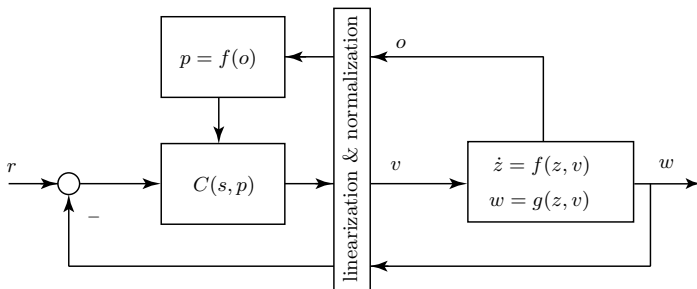 p = f(o)
o
linearization & normalization
r
C(s, p)
v
ż = f(z, v)
w = g(z, v)
w
−